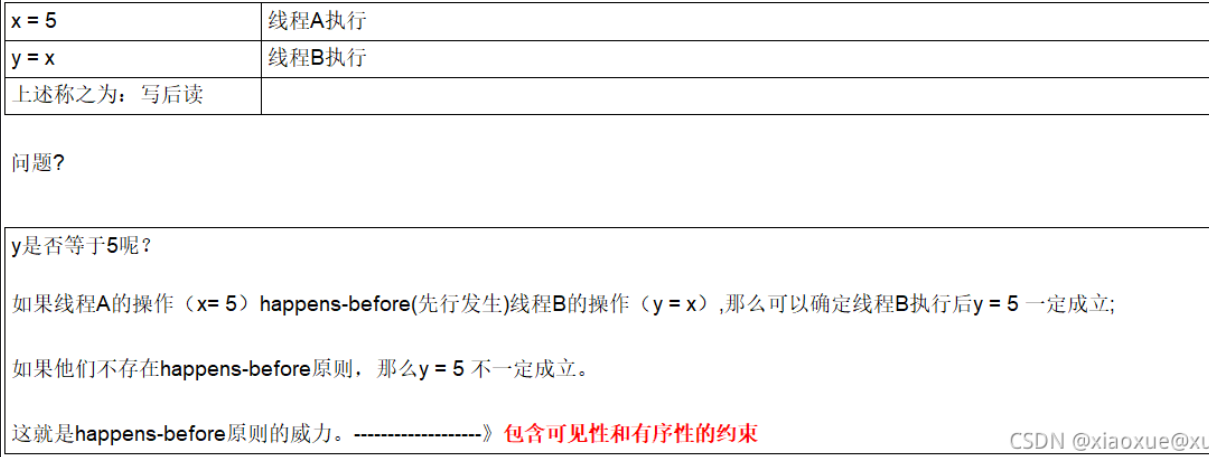 x = 5 线程A执行
y = x 线程B执行
上述称之为：写后读
问题?
y是否等于5呢？
如果线程A的操作（x= 5）happens-before(先行发生)线程B的操作（y = x）,那么可以确定线程B执行后y = 5 一定成立;
如果他们不存在happens-before原则，那么y = 5 不一定成立。
这就是happens-before原则的威力。-------------------》包含可见性和有序性的约束
CSDN @xiaoxue@xu